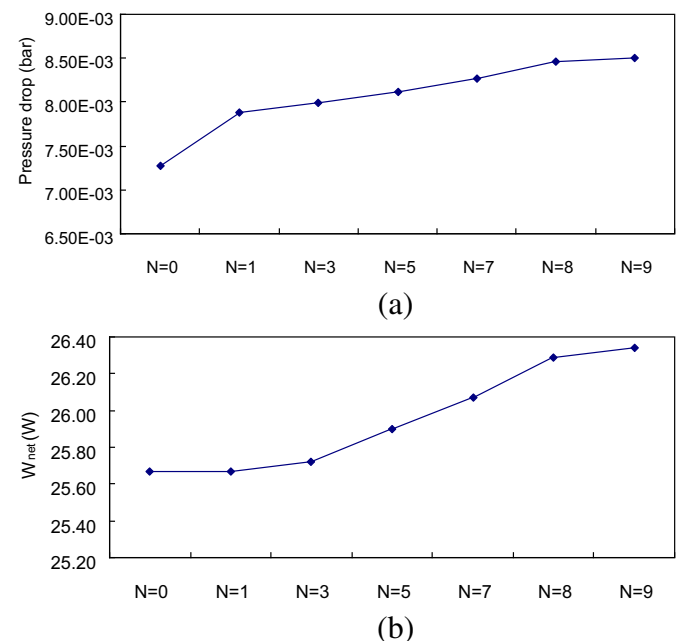 9.00E-03
8.50E-03
8.00E-03
7.50E-03
7.00E-03
6.50E-03
Pressure drop (bar)
N=0 N=1 N=3 N=5 N=7 N=8 N=9
(a)
26.40
26.20
26.00
25.80
25.60
25.40
25.20
Wnet (W)
N=0 N=1 N=3 N=5 N=7 N=8 N=9
(b)